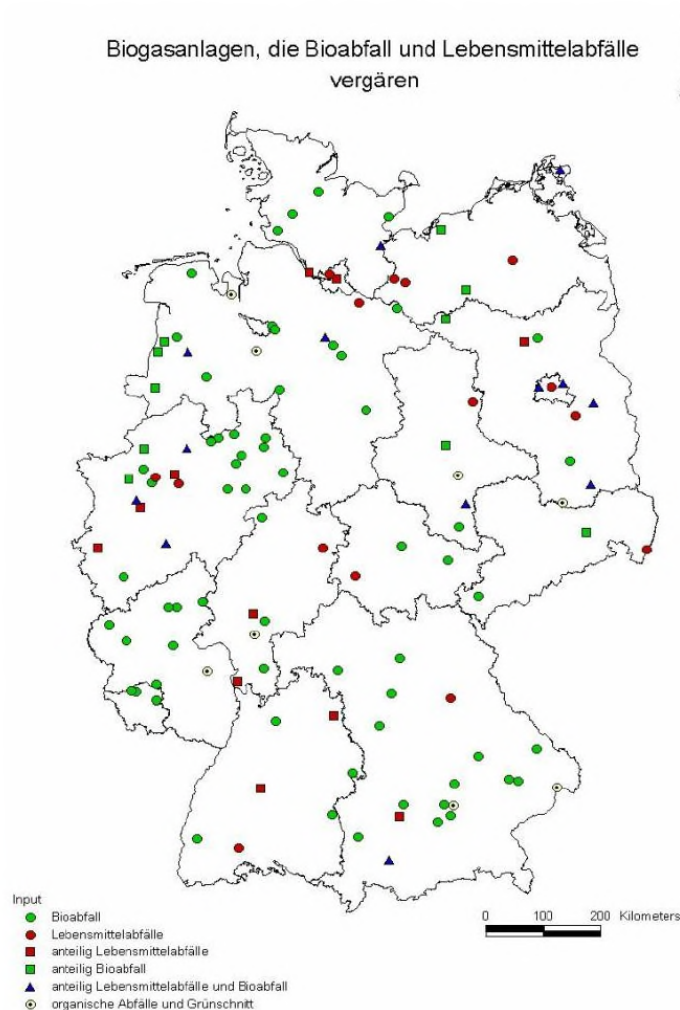 Biogasanlagen, die Bioabfall und Lebensmittelabfälle
vergären
Input
Bioabfall
Lebensmittelabfälle
anteilig Lebensmittelabfälle
anteilig Bioabfall
anteilig Lebensmittelabfälle und Bioabfall
organische Abfälle und Grünschnitt
0 100 200 Kilometers